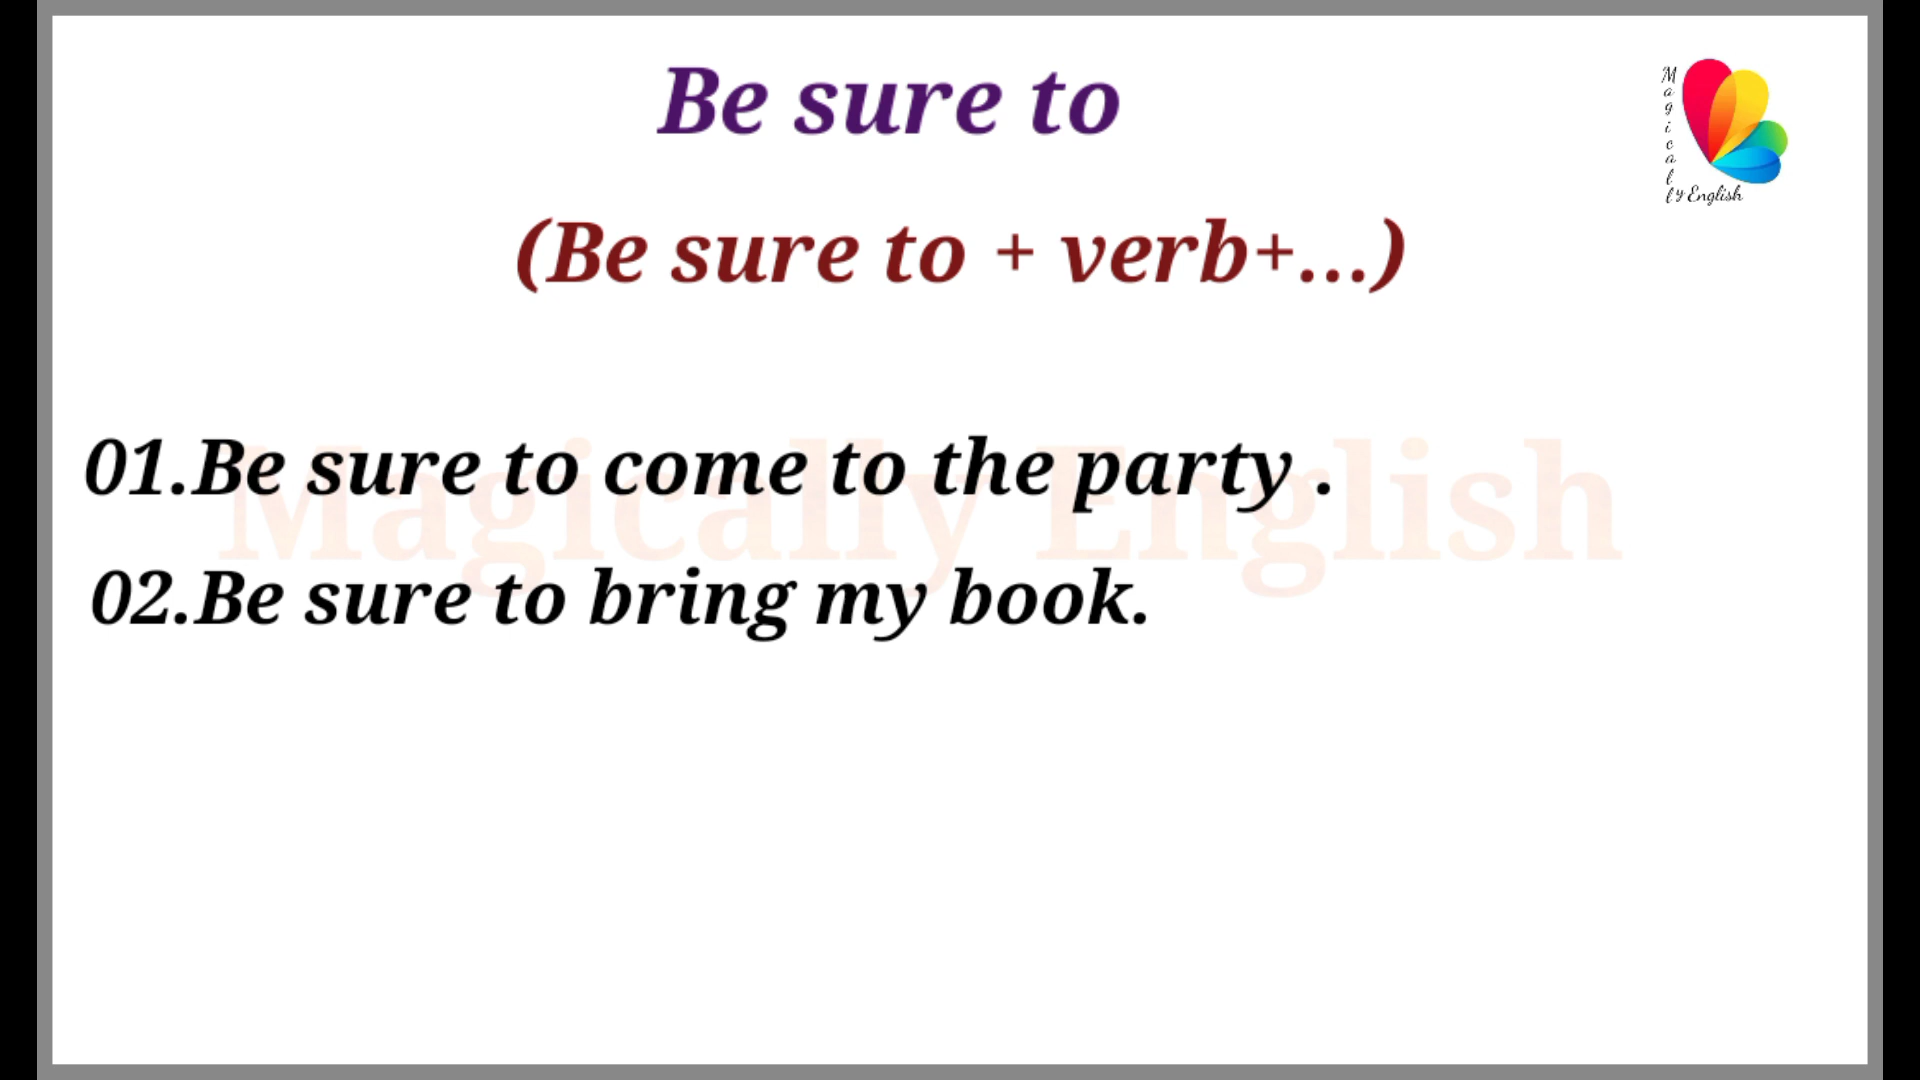 Be sure to
Magically English
(Be sure to + verb+...)
01.Be sure to come to the party .
Magically English
02.Be sure to bring my book.